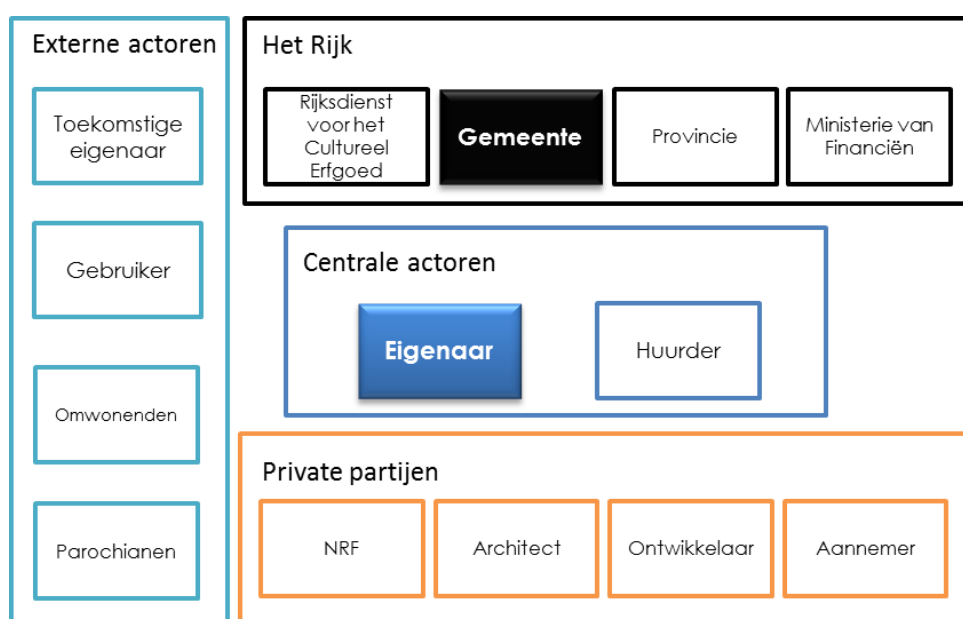 Externe actoren
Toekomstige
eigenaar
Gebruiker
Omwonenden
Parochianen
Het Rijk
Rijksdienst
voor het
Cultureel
Erfgoed
Gemeente
Provincie
Ministerie van
Financiën
Centrale actoren
Eigenaar
Huurder
Private partijen
NRF
Architect
Ontwikkelaar
Aannemer